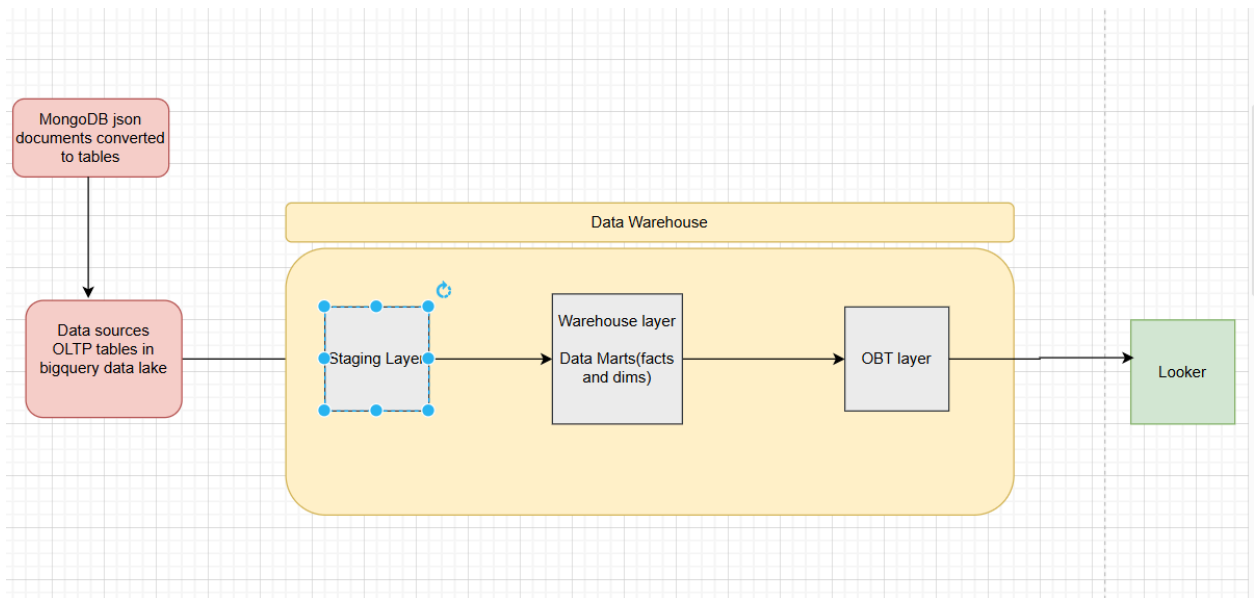 MongoDB json
documents converted
to tables
Data Warehouse
Data sources
OLTP tables in
bigquery data lake
Staging Layer
Warehouse layer
Data Marts(facts
and dims)
OBT layer
Looker